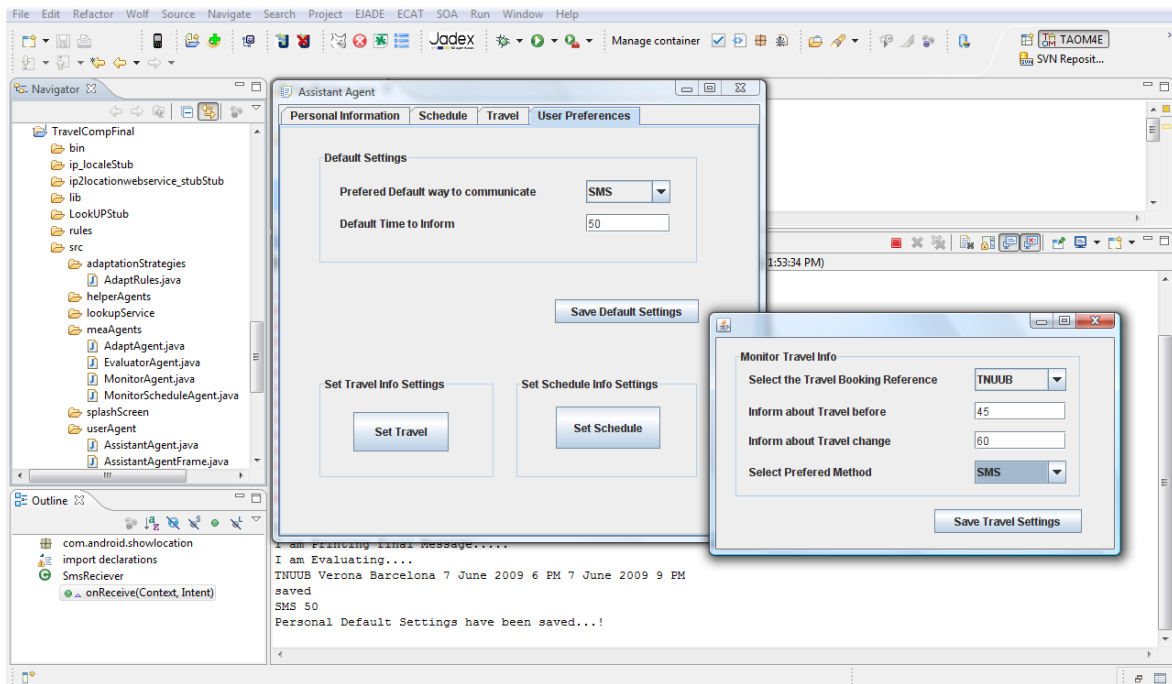 File Edit Refactor Wolf Source Navigate Search Project EJADE ECAT SOA Run Window Help
Jadex
Manage container
TAOM4E
SVN Reposit...
Navigator
TravelCompFinal
bin
ip_localeStub
ip2locationwebservice_stubStub
lib
LookUPStub
rules
src
adaptationStrategies
AdaptRules.java
helperAgents
lookupService
meaAgents
AdaptAgent.java
EvaluatorAgent.java
MonitorAgent.java
MonitorScheduleAgent.java
splashScreen
userAgent
AssistantAgent.java
AssistantAgentFrame.java
Outline
com.android.showlocation
import declarations
SmsReciever
onReceive(Context, Intent)
Assistant Agent
Personal Information Schedule Travel User Preferences
Default Settings
Prefered Default way to communicate SMS
Default Time to Inform 50
Save Default Settings
Set Travel Info Settings
Set Travel
Set Schedule Info Settings
Set Schedule
1:53:34 PM)
Monitor Travel Info
Select the Travel Booking Reference TNUUB
Inform about Travel before 45
Inform about Travel change 60
Select Prefered Method SMS
Save Travel Settings
I am Printing final Message.....
I am Evaluating....
TNUUB Verona Barcelona 7 June 2009 6 PM 7 June 2009 9 PM
saved
SMS 50
Personal Default Settings have been saved...!